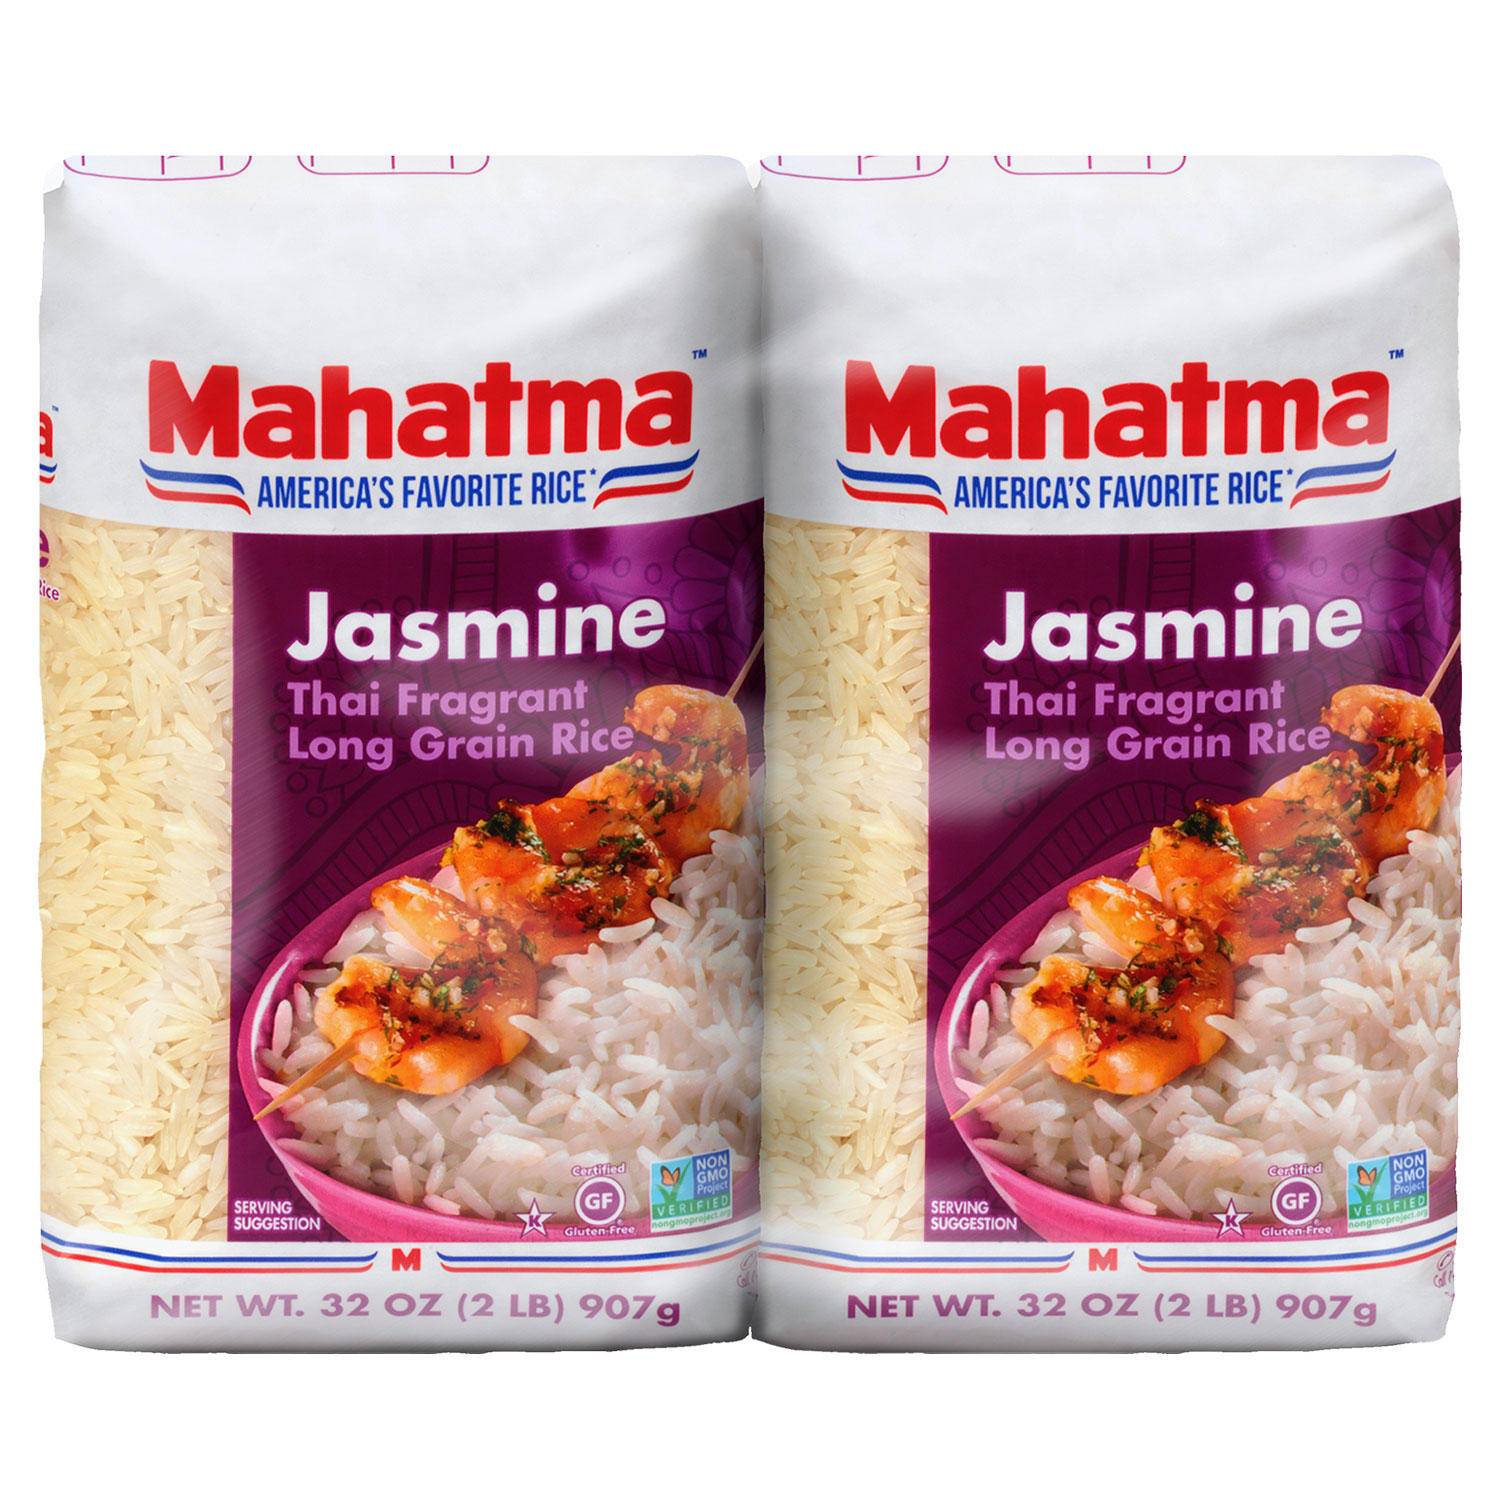 Mahatma™
AMERICA'S FAVORITE RICE*
Jasmine
Thai Fragrant
Long Grain Rice
SERVING
SUGGESTION
K
Certified
GF
Gluten-Free®
NON
GMO
Project
VERIFIED
nongmoproject.org
M
NET WT. 32 OZ (2 LB) 907g
a™
e
Rice
Mahatma™
AMERICA'S FAVORITE RICE*
Jasmine
Thai Fragrant
Long Grain Rice
SERVING
SUGGESTION
K
Certified
GF
Gluten-Free®
NON
GMO
Project
VERIFIED
nongmoproject.org
M
NET WT. 32 OZ (2 LB) 907g